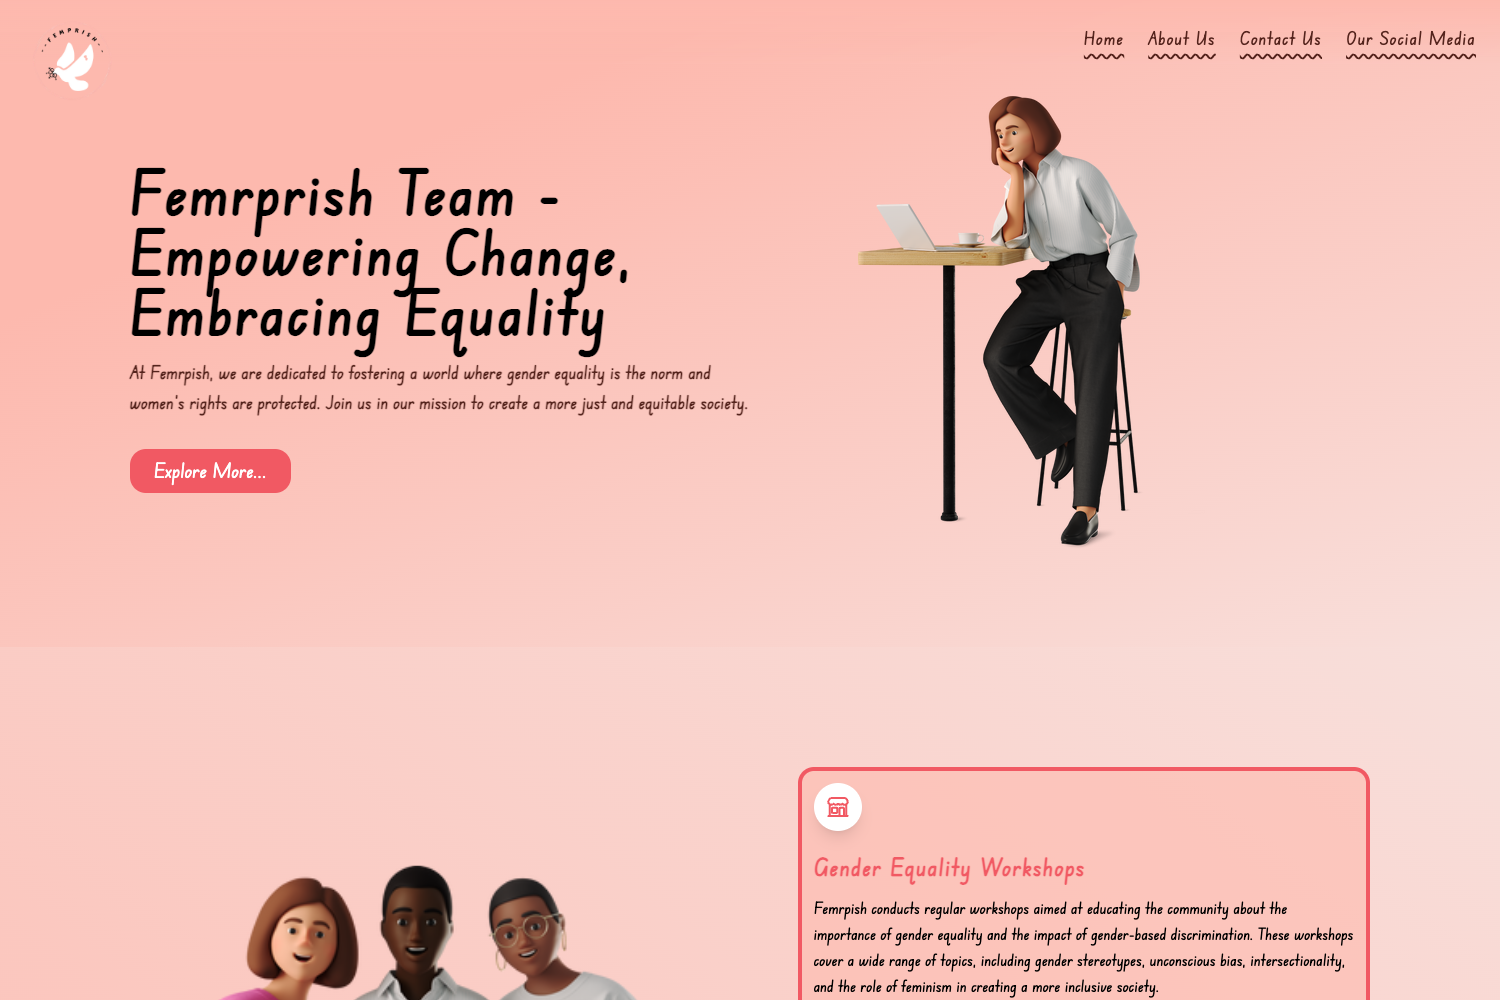 FEMPRISH
Home
About Us
Contact Us
Our Social Media
Femrprish Team -
Empowering Change,
Embracing Equality
At Femrpish, we are dedicated to fostering a world where gender equality is the norm and
women's rights are protected. Join us in our mission to create a more just and equitable society.
Explore More...
Gender Equality Workshops
Femrpish conducts regular workshops aimed at educating the community about the
importance of gender equality and the impact of gender-based discrimination. These workshops
cover a wide range of topics, including gender stereotypes, unconscious bias, intersectionality,
and the role of feminism in creating a more inclusive society.